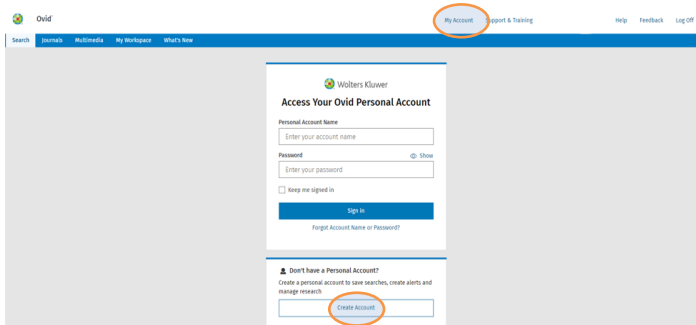 Ovid
My Account Support & Training Help Feedback Log Off
Search Journals Multimedia My Workspace What's New
Wolters Kluwer
Access Your Ovid Personal Account
Personal Account Name
Enter your account name
Password Show
Enter your password
Keep me signed in
Sign in
Forgot Account Name or Password?
Don't have a Personal Account?
Create a personal account to save searches, create alerts and
manage research
Create Account